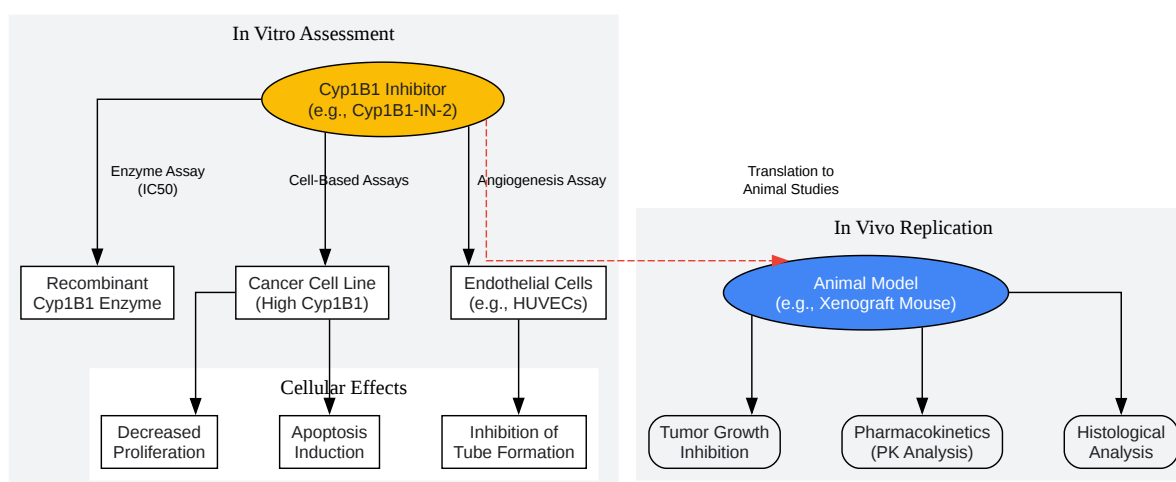 In Vitro Assessment
Cyp1B1 Inhibitor
(e.g., Cyp1B1-IN-2)
Enzyme Assay
(IC50)
Cell-Based Assays
Angiogenesis Assay
Translation to
Animal Studies
In Vivo Replication
Recombinant
Cyp1B1 Enzyme
Cancer Cell Line
(High Cyp1B1)
Endothelial Cells
(e.g., HUVECs)
Animal Model
(e.g., Xenograft Mouse)
Cellular Effects
Decreased
Proliferation
Apoptosis
Induction
Inhibition of
Tube Formation
Tumor Growth
Inhibition
Pharmacokinetics
(PK Analysis)
Histological
Analysis